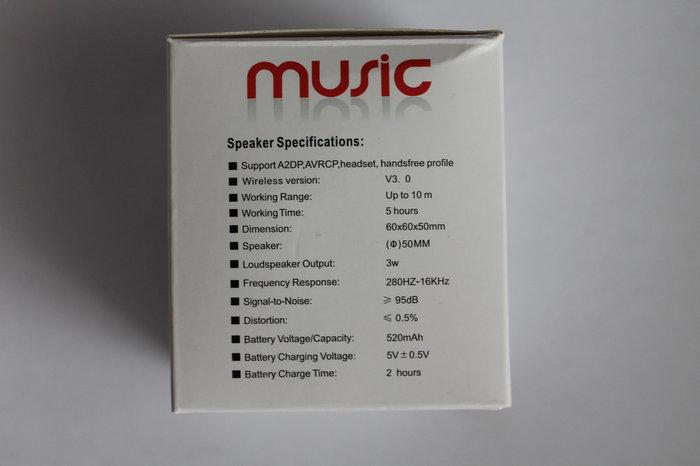 music
Speaker Specifications:
■ Support A2DP,AVRCP,headset, handsfree profile
■ Wireless version: V3. 0
■ Working Range: Up to 10 m
■ Working Time: 5 hours
■ Dimension: 60x60x50mm
■ Speaker: (Φ)50MM
■ Loudspeaker Output: 3w
■ Frequency Response: 280HZ-16KHz
■ Signal-to-Noise: ≥ 95dB
■ Distortion: ≤ 0.5%
■ Battery Voltage/Capacity: 520mAh
■ Battery Charging Voltage: 5V±0.5V
■ Battery Charge Time: 2 hours